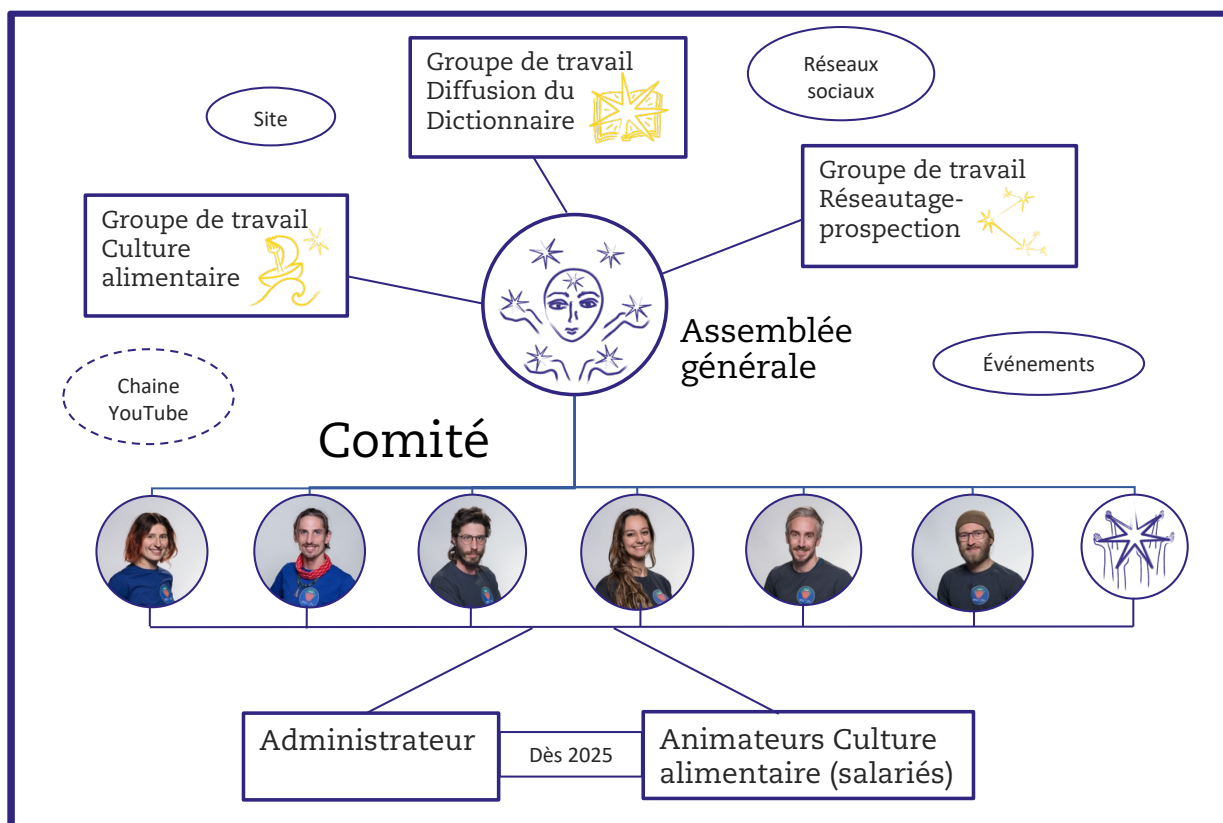 Groupe de travail
Diffusion du
Dictionnaire
Réseaux
sociaux
Site
Groupe de travail
Réseautage-
prospection
Groupe de travail
Culture
alimentaire
Assemblée
générale
Événements
Chaine
YouTube
Comité
Administrateur
Dès 2025
Animateurs Culture
alimentaire (salariés)